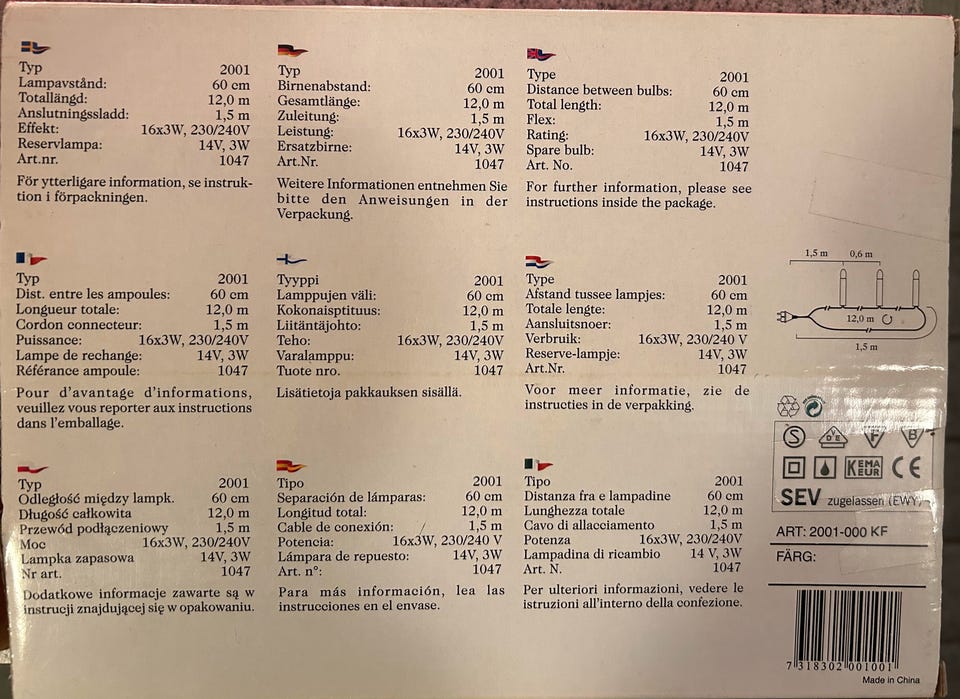 Typ 2001
Lampavstånd: 60 cm
Totallängd: 12,0 m
Anslutningssladd: 1,5 m
Effekt: 16x3W, 230/240V
Reservlampa: 14V, 3W
Art.nr. 1047
För ytterligare information, se instruk-
tion i förpackningen.
Typ 2001
Birnenabstand: 60 cm
Gesamtlänge: 12,0 m
Zuleitung: 1,5 m
Leistung: 16x3W, 230/240V
Ersatzbirne: 14V, 3W
Art.Nr. 1047
Weitere Informationen entnehmen Sie
bitte den Anweisungen in der
Verpackung.
Type 2001
Distance between bulbs: 60 cm
Total length: 12,0 m
Flex: 1,5 m
Rating: 16x3W, 230/240V
Spare bulb: 14V, 3W
Art. No. 1047
For further information, please see
instructions inside the package.
Typ 2001
Dist. entre les ampoules: 60 cm
Longueur totale: 12,0 m
Cordon connecteur: 1,5 m
Puissance: 16x3W, 230/240V
Lampe de rechange: 14V, 3W
Référance ampoule: 1047
Pour d'avantage d'informations,
veuillez vous reporter aux instructions
dans l'emballage.
Tyyppi 2001
Lamppujen väli: 60 cm
Kokonaisptituus: 12,0 m
Liitäntäjohto: 1,5 m
Teho: 16x3W, 230/240V
Varalamppu: 14V, 3W
Tuote nro. 1047
Lisätietoja pakkauksen sisällä.
Type 2001
Afstand tussee lampjes: 60 cm
Totale lengte: 12,0 m
Aansluitsnoer: 1,5 m
Verbruik: 16x3W, 230/240 V
Reserve-lampje: 14V, 3W
Art.Nr. 1047
Voor meer informatie, zie de
instructies in de verpakking.
1,5 m 0,6 m
12,0 m
1,5 m
Typ 2001
Odległość między lampk. 60 cm
Długość całkowita 12,0 m
Przewód podłączeniowy 1,5 m
Moc 16x3W, 230/240V
Lampka zapasowa 14V, 3W
Nr art. 1047
Dodatkowe informacje zawarte są w
instrucji znajdującej się w opakowaniu.
Tipo 2001
Separación de lámparas: 60 cm
Longitud total: 12,0 m
Cable de conexión: 1,5 m
Potencia: 16x3W, 230/240 V
Lámpara de repuesto: 14V, 3W
Art. n°: 1047
Para más información, lea las
instrucciones en el envase.
Tipo 2001
Distanza fra e lampadine 60 cm
Lunghezza totale 12,0 m
Cavo di allacciamento 1,5 m
Potenza 16x3W, 230/240V
Lampadina di ricambio 14 V, 3W
Art. N. 1047
Per ulteriori informazioni, vedere le
istruzioni all'interno della confezione.
S VDE F B
KEMA EUR CE
SEV zugelassen (EWY)
ART: 2001-000 KF
FÄRG:
7 318302 001001
Made in China